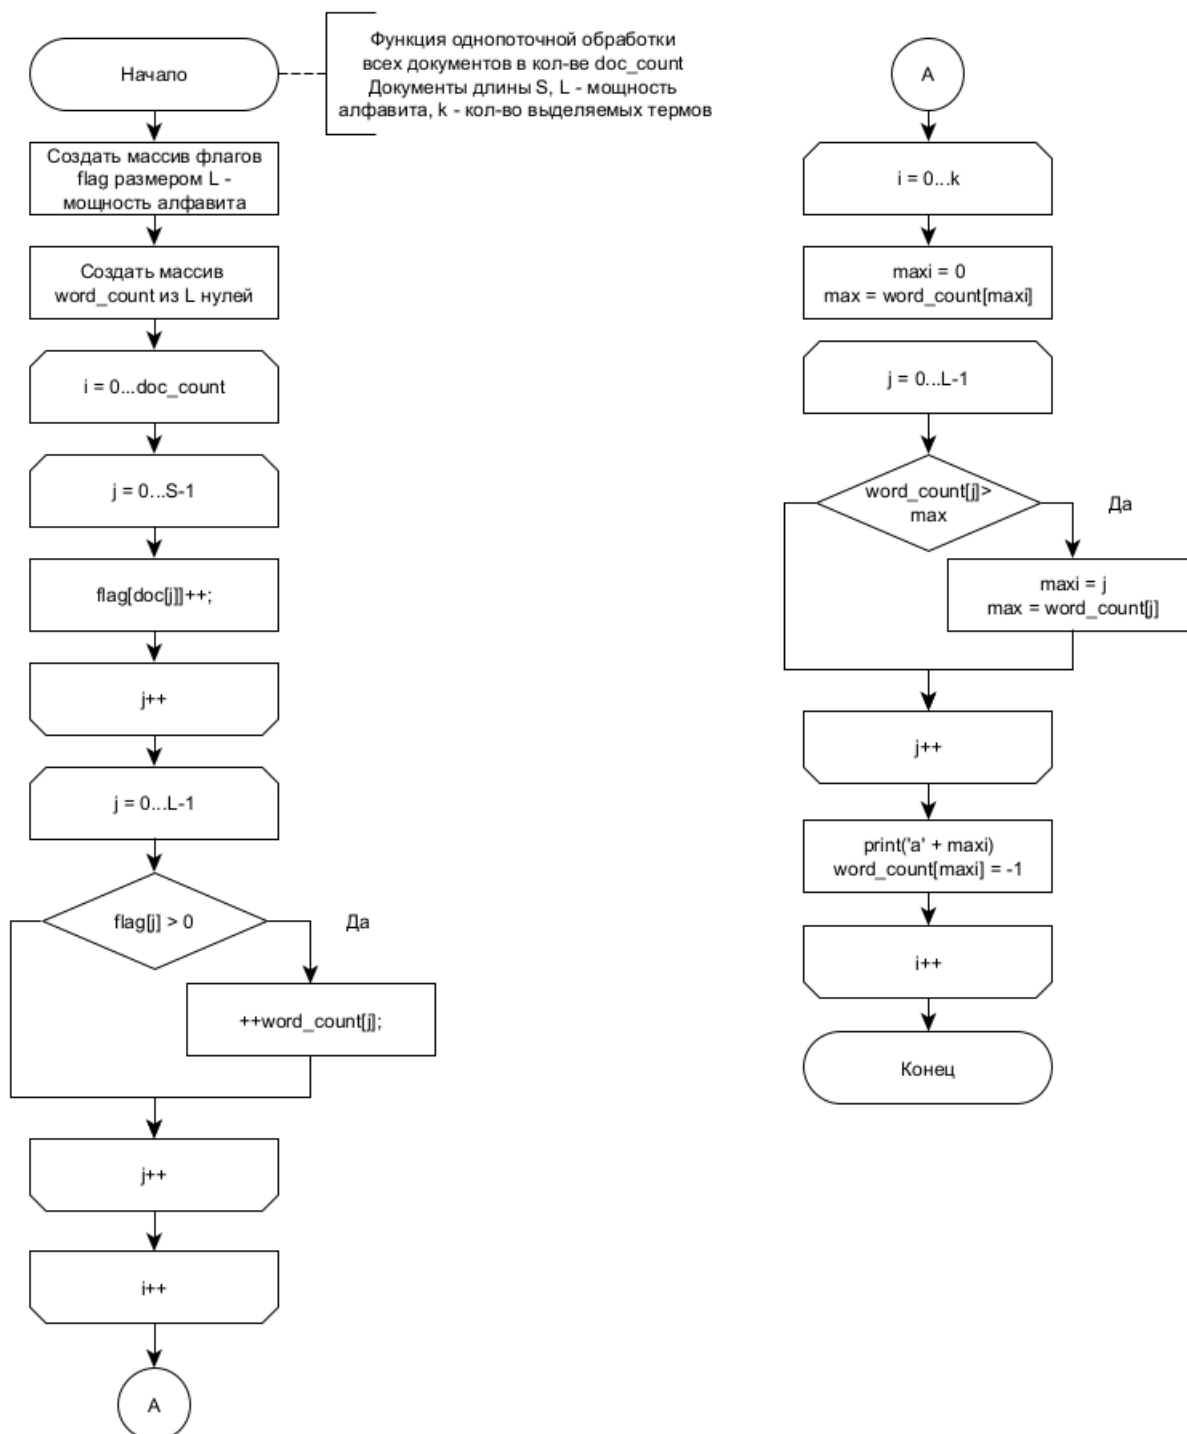 Начало
Функция однопоточной обработки
всех документов в кол-ве doc_count
Документы длины S, L - мощность
алфавита, k - кол-во выделяемых термов
Создать массив флагов
flag размером L -
мощность алфавита
Создать массив
word_count из L нулей
i = 0...doc_count
j = 0...S-1
flag[doc[j]]++;
j++
j = 0...L-1
flag[j] > 0
Да
++word_count[j];
j++
i++
A
A
i = 0...k
maxi = 0
max = word_count[maxi]
j = 0...L-1
word_count[j]>
max
Да
maxi = j
max = word_count[j]
j++
print('a' + maxi)
word_count[maxi] = -1
i++
Конец